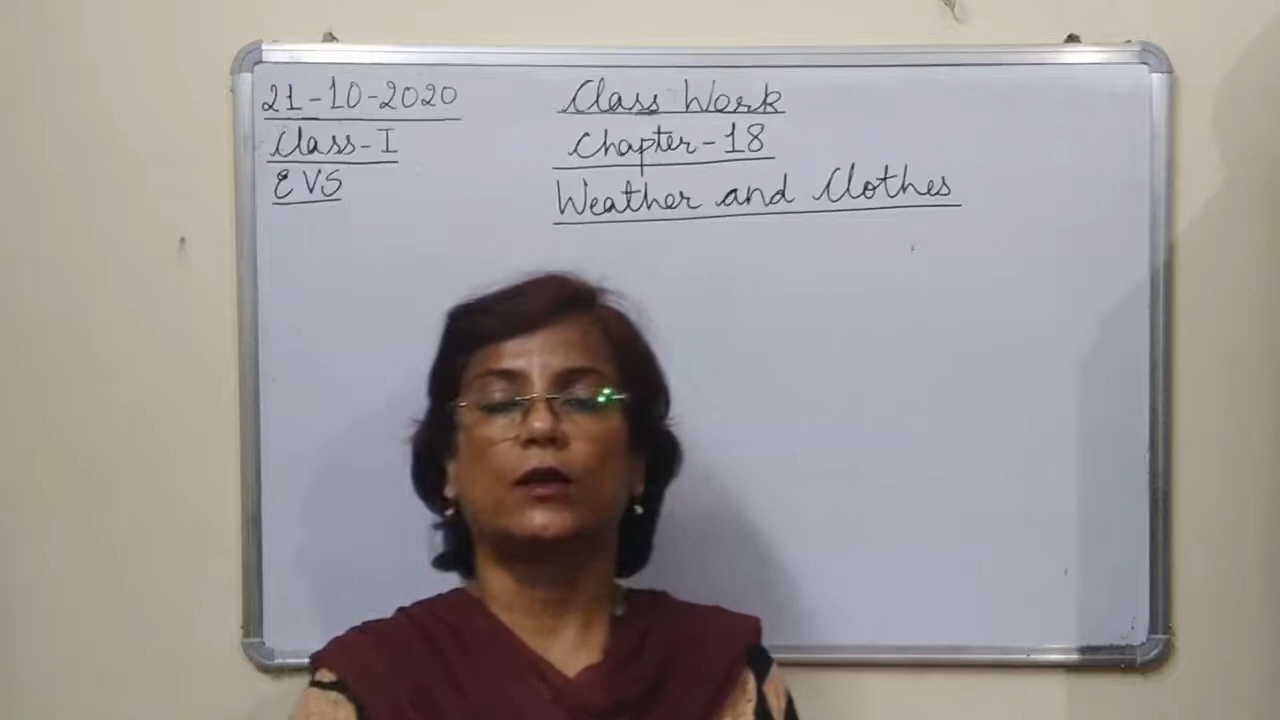 21-10-2020
Class-I
EVS
Class Work
Chapter-18
Weather and Clothes